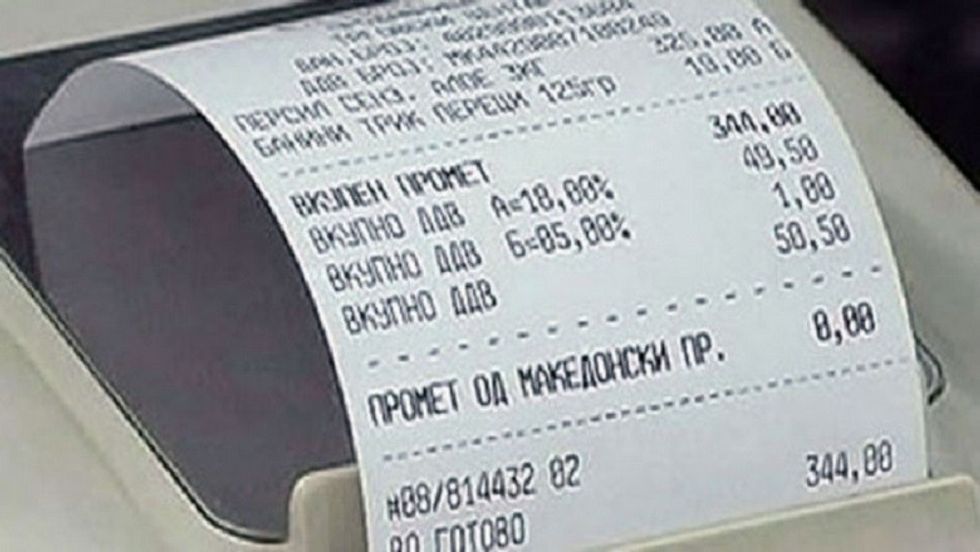 ДДВ БРОЈ:
ПЕРСИЛ СЕНЗ. АЛОЕ 3КГ 325,00 А
БАНИНИ ТРИК ПЕРЕЦИ 125ГР 19,00 Б
ВКУПЕН ПРОМЕТ 344,00
ВКУПНО ДДВ А=18,00% 49,50
ВКУПНО ДДВ Б=05,00% 1,00
ВКУПНО ДДВ 50,50
ПРОМЕТ ОД МАКЕДОНСКИ ПР. 0,00
#08/814432 02 344,00
ВО ГОТОВО